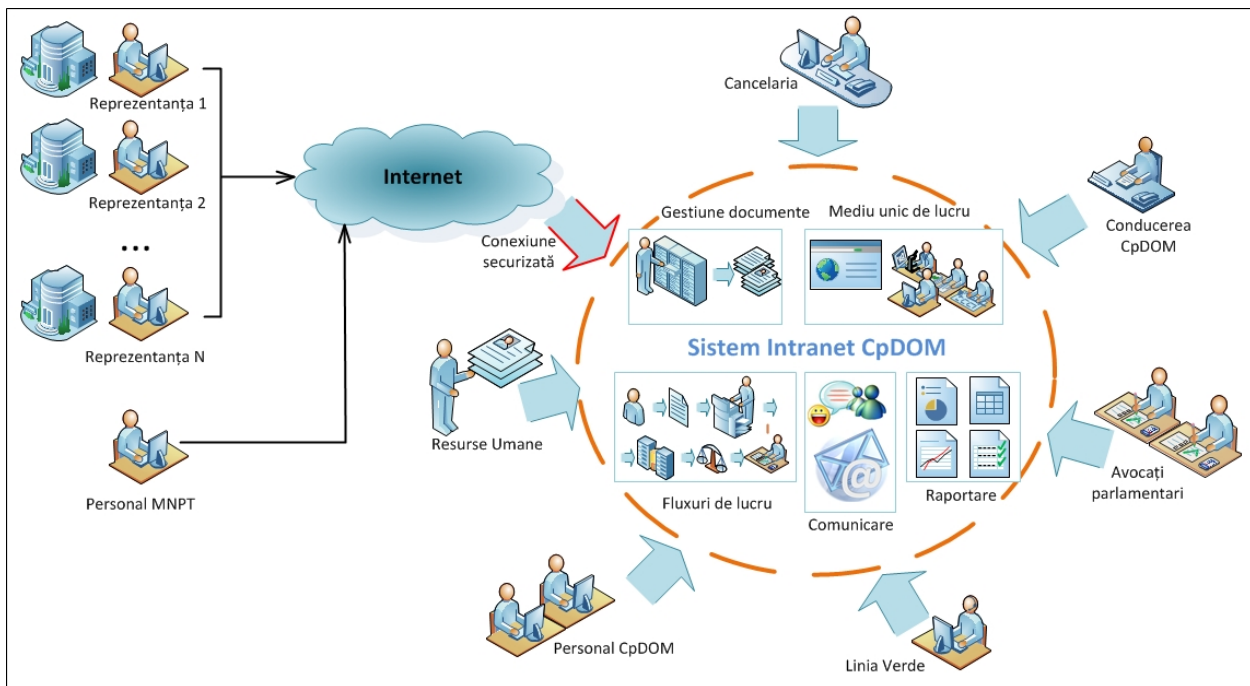 Reprezentanța 1
Reprezentanța 2
...
Reprezentanța N
Personal MNPT
Internet
Conexiune
securizată
Cancelaria
Conducerea
CpDOM
Gestiune documente
Mediu unic de lucru
Sistem Intranet CpDOM
Resurse Umane
Fluxuri de lucru
@
Comunicare
Raportare
Avocați
parlamentari
Personal CpDOM
Linia Verde